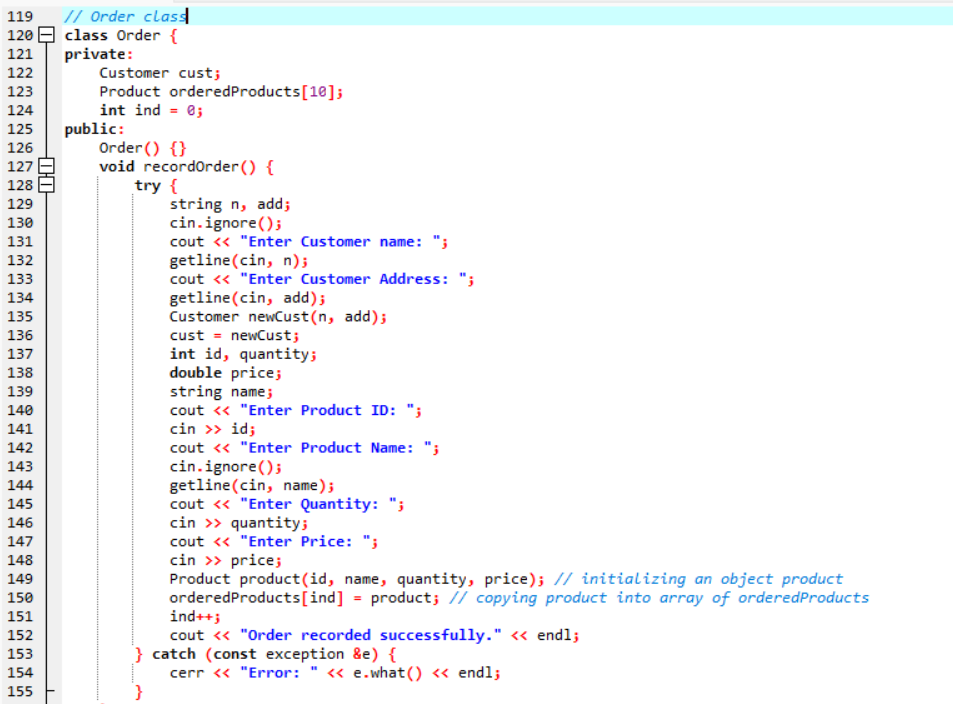 119 // Order class
120 class Order {
121 private:
122 Customer cust;
123 Product orderedProducts[10];
124 int ind = 0;
125 public:
126 Order() {}
127 void recordOrder() {
128 try {
129 string n, add;
130 cin.ignore();
131 cout << "Enter Customer name: ";
132 getline(cin, n);
133 cout << "Enter Customer Address: ";
134 getline(cin, add);
135 Customer newCust(n, add);
136 cust = newCust;
137 int id, quantity;
138 double price;
139 string name;
140 cout << "Enter Product ID: ";
141 cin >> id;
142 cout << "Enter Product Name: ";
143 cin.ignore();
144 getline(cin, name);
145 cout << "Enter Quantity: ";
146 cin >> quantity;
147 cout << "Enter Price: ";
148 cin >> price;
149 Product product(id, name, quantity, price); // initializing an object product
150 orderedProducts[ind] = product; // copying product into array of orderedProducts
151 ind++;
152 cout << "Order recorded successfully." << endl;
153 } catch (const exception &e) {
154 cerr << "Error: " << e.what() << endl;
155 }